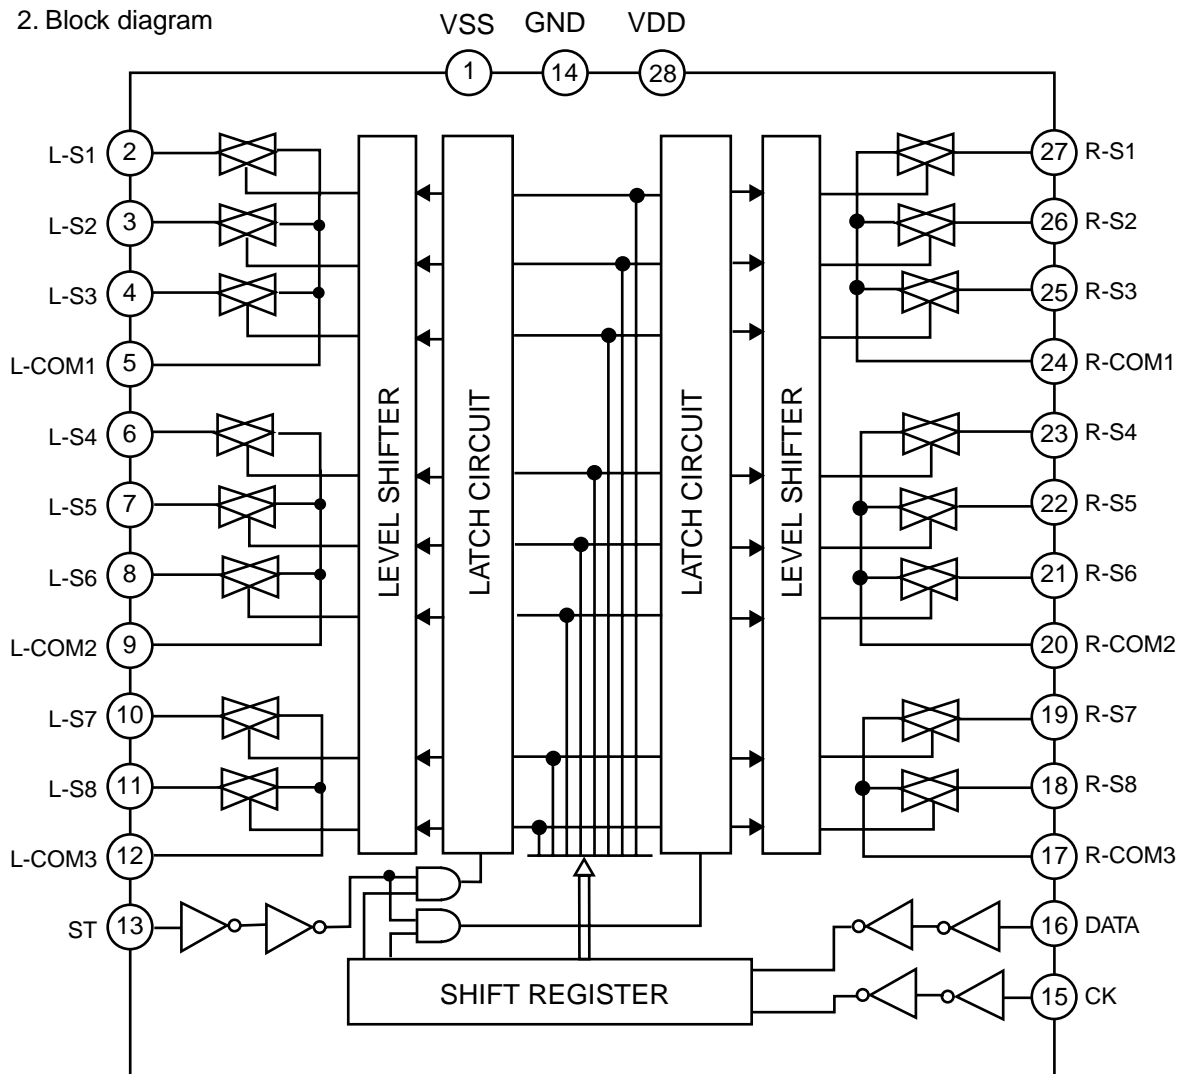 2. Block diagram
VSS GND VDD
1 14 28
L-S1 2 27 R-S1
L-S2 3 26 R-S2
L-S3 4 25 R-S3
L-COM1 5 24 R-COM1
L-S4 6 23 R-S4
L-S5 7 22 R-S5
L-S6 8 21 R-S6
L-COM2 9 20 R-COM2
L-S7 10 19 R-S7
L-S8 11 18 R-S8
L-COM3 12 17 R-COM3
LEVEL SHIFTER
LATCH CIRCUIT
LATCH CIRCUIT
LEVEL SHIFTER
ST 13 16 DATA
SHIFT REGISTER 15 CK